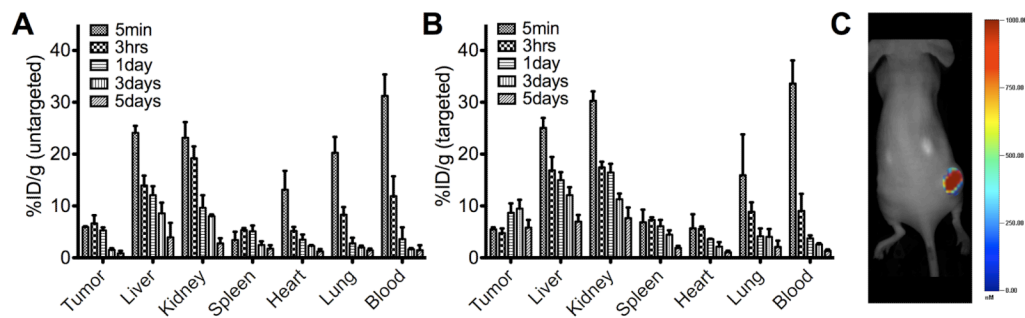 A
%ID/g (untargeted)
40
30
20
10
0
5min
3hrs
1day
3days
5days
Tumor
Liver
Kidney
Spleen
Heart
Lung
Blood
B
%ID/g (targeted)
40
30
20
10
0
5min
3hrs
1day
3days
5days
Tumor
Liver
Kidney
Spleen
Heart
Lung
Blood
C
1000.00
750.00
500.00
250.00
0.00
nM